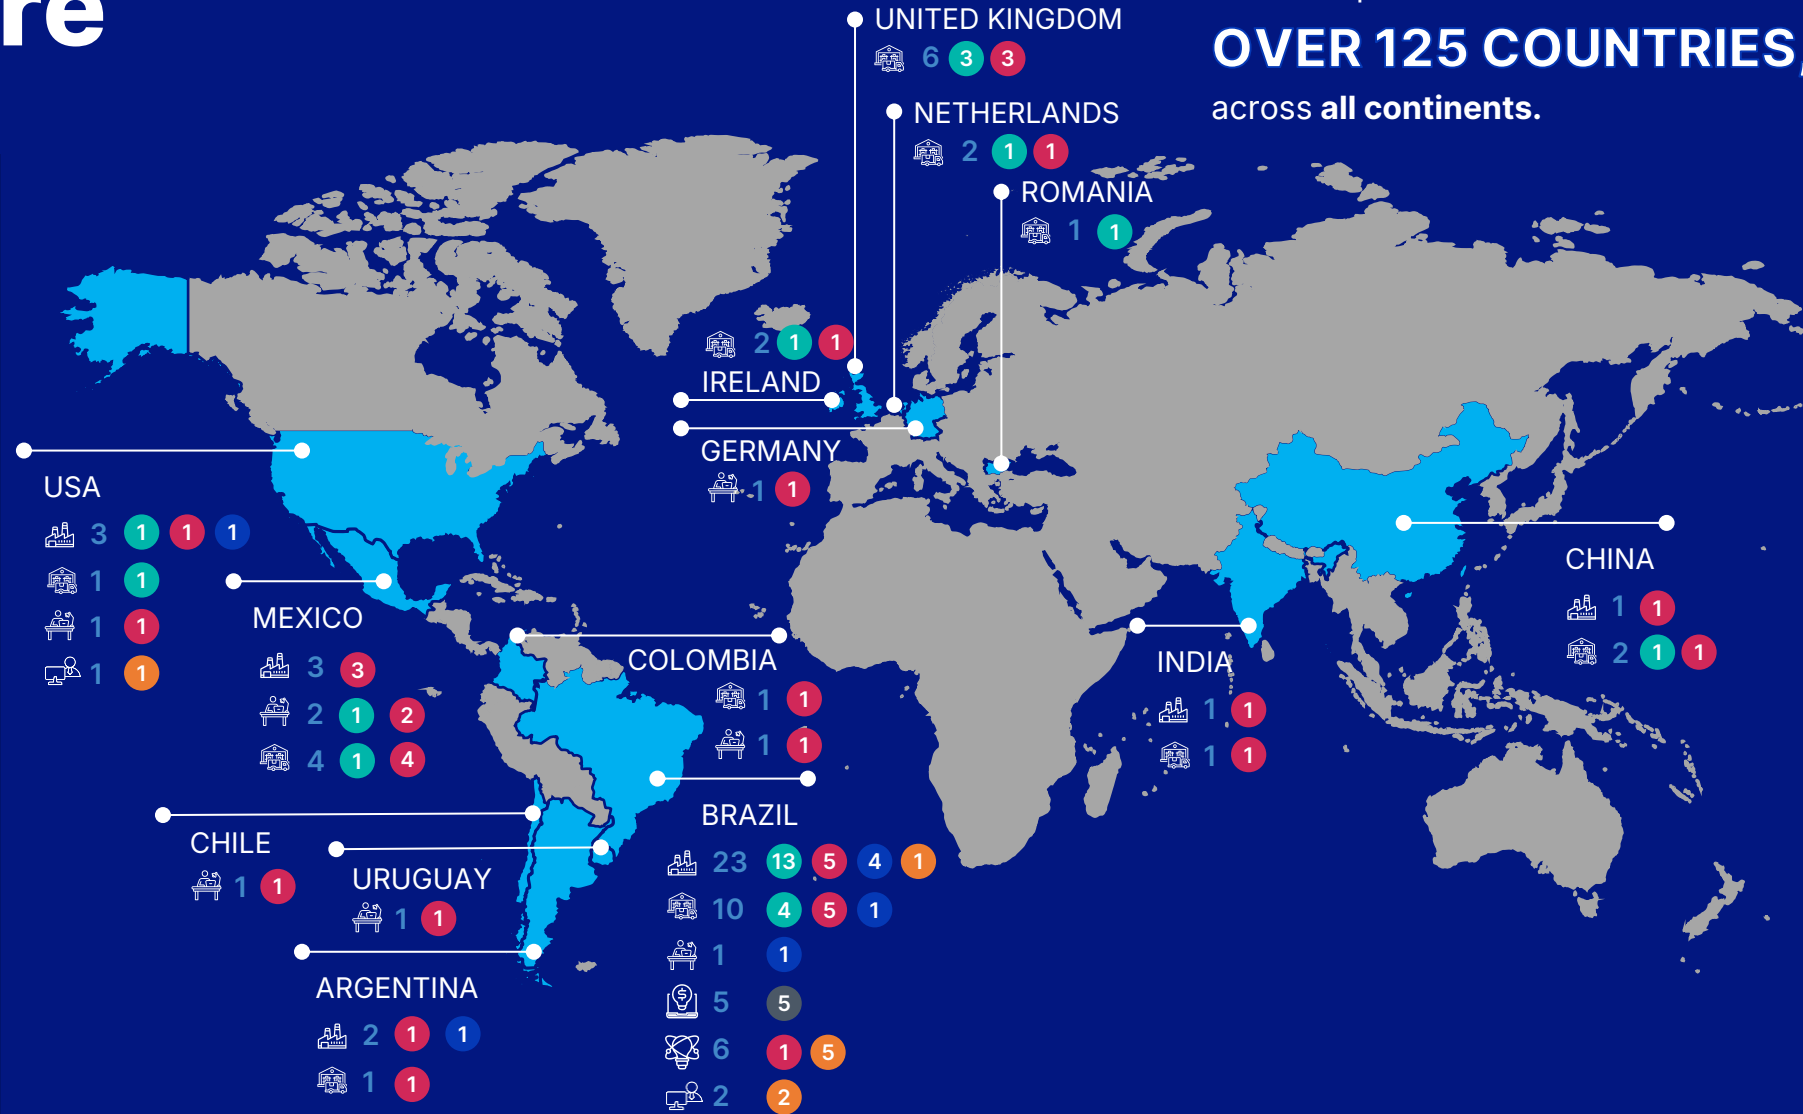 re
OVER 125 COUNTRIES,
across all continents.
UNITED KINGDOM
6 3 3
NETHERLANDS
2 1 1
ROMANIA
1 1
2 1 1
IRELAND
GERMANY
1 1
USA
3 1 1 1
1 1
1 1
1 1
MEXICO
3 3
2 1 2
4 1 4
COLOMBIA
1 1
1 1
INDIA
1 1
1 1
CHINA
1 1
2 1 1
CHILE
1 1
URUGUAY
1 1
ARGENTINA
2 1 1
1 1
BRAZIL
23 13 5 4 1
10 4 5 1
1 1
5 5
6 1 5
2 2